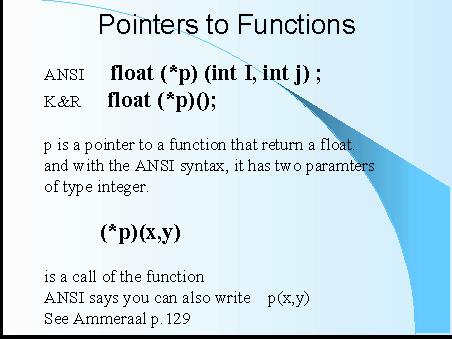 Pointers to Functions
ANSI float (*p) (int I, int j) ;
K&R float (*p)();
p is a pointer to a function that return a float.
and with the ANSI syntax, it has two paramters
of type integer.
(*p)(x,y)
is a call of the function
ANSI says you can also write p(x,y)
See Ammeraal p.129